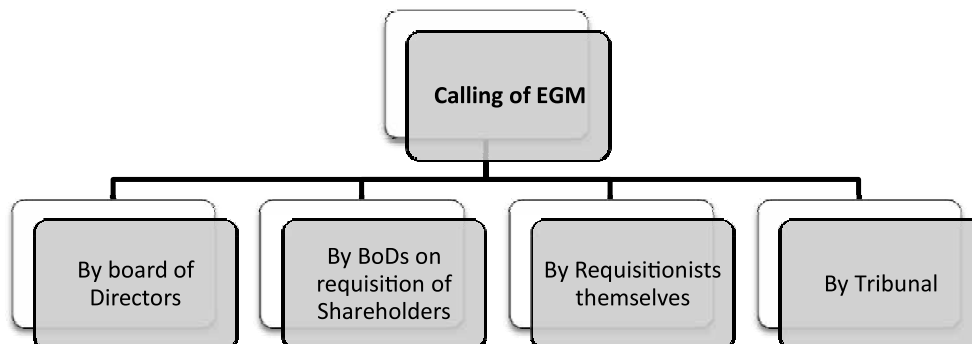 Calling of EGM
By board of
Directors
By BoDs on
requisition of
Shareholders
By Requisitionists
themselves
By Tribunal